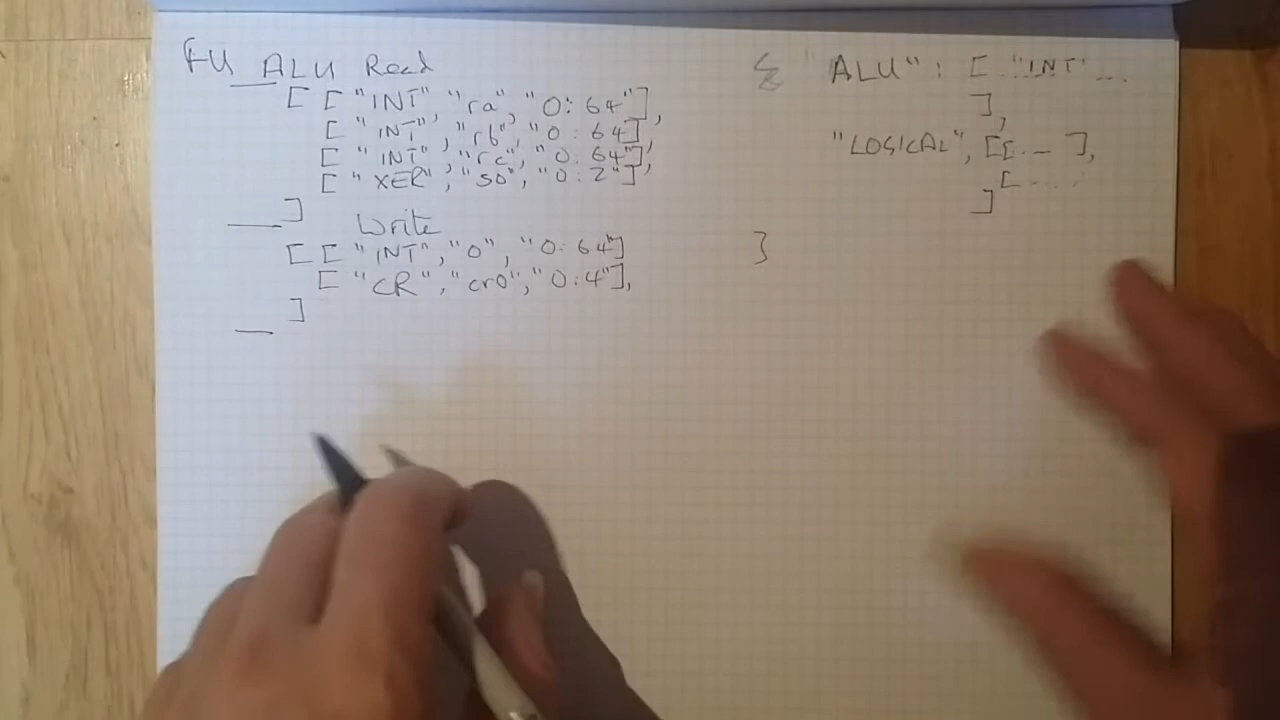 FU ALU Read
[ [ "INT", "ra", "0:64"],
[ "INT", "rb", "0:64],
[ "INT", "rc", "0:64"],
[ "XER", "so", "0:2"],
]
Write
[ [ "INT", "o", "0:64"]
[ "CR", "cr0", "0:4"],
]
{ "ALU": [ "INT" ...
],
"LOGICAL", [[... ],
[ .....
]
}